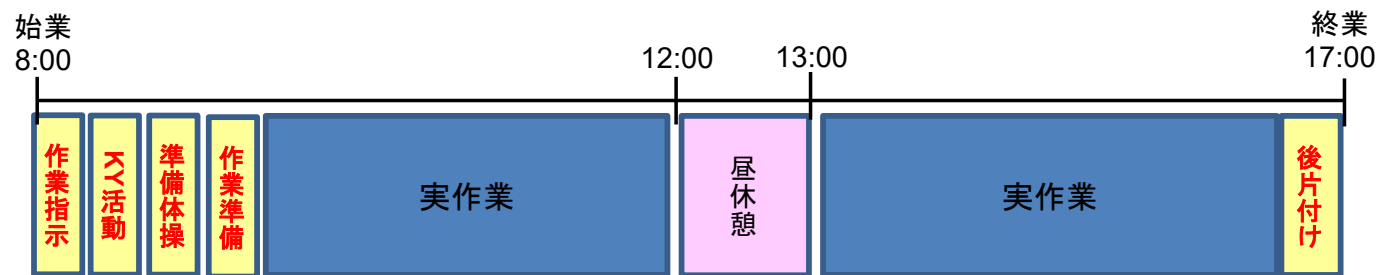 始業
8:00
12:00
13:00
終業
17:00
作業指示
KY活動
準備体操
作業準備
実作業
昼休憩
実作業
後片付け